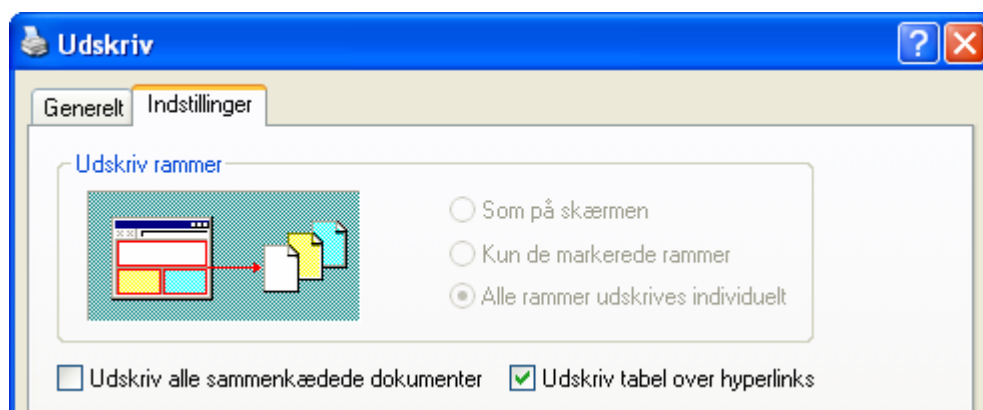 Udskriv
Generelt Indstillinger
Udskriv rammer
Som på skærmen
Kun de markerede rammer
Alle rammer udskrives individuelt
Udskriv alle sammenkædede dokumenter Udskriv tabel over hyperlinks